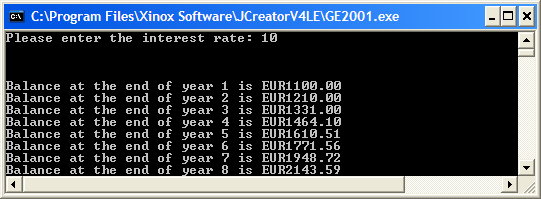 C:\Program Files\Xinox Software\JCreatorV4LE\GE2001.exe
Please enter the interest rate: 10
Balance at the end of year 1 is EUR1100.00
Balance at the end of year 2 is EUR1210.00
Balance at the end of year 3 is EUR1331.00
Balance at the end of year 4 is EUR1464.10
Balance at the end of year 5 is EUR1610.51
Balance at the end of year 6 is EUR1771.56
Balance at the end of year 7 is EUR1948.72
Balance at the end of year 8 is EUR2143.59